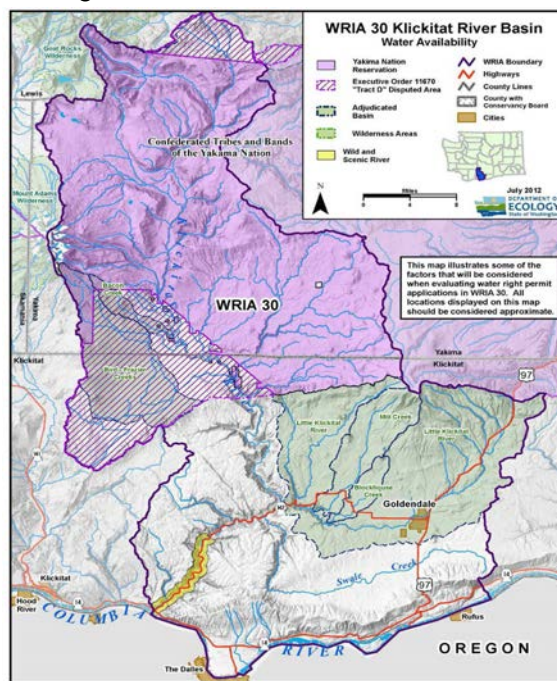 WRIA 30 Klickitat River Basin
Water Availability
Yakima Nation
Reservation
Executive Order 11670
"Tract D" Disputed Area
Adjudicated
Basin
Wilderness Areas
Wild and
Scenic River
WRIA Boundary
Highways
County Lines
County with
Conservancy Board
Cities
N
Miles
July 2012
DEPARTMENT OF
ECOLOGY
State of Washington
This map illustrates some of the
factors that will be considered
when evaluating water right permit
applications in WRIA 30. All
locations displayed on this map
should be considered approximate.
Goat Rocks
Wilderness
Lewis
Confederated Tribes and Bands
of the Yakama Nation
Mount Adams
Wilderness
WRIA 30
Yakima
Skamania
Klickitat
Yakima
Klickitat
97
Little Klickitat
River
Mill Creek
Little Klickitat
River
Blockhouse
Creek
Goldendale
Swale Creek
97
Klickitat
Hood
River
14
COLUMBIA RIVER
14
14
Rufus
OREGON
The Dalles